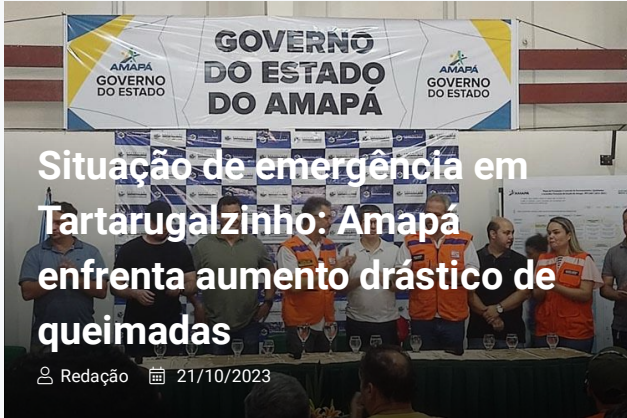 GOVERNO
DO ESTADO
DO AMAPÁ
AMAPÁ
GOVERNO
DO ESTADO
AMAPÁ
GOVERNO
DO ESTADO
AMAPÁ
Situação de emergência em
Tartarugalzinho: Amapá
enfrenta aumento drástico de
queimadas
Redação 21/10/2023